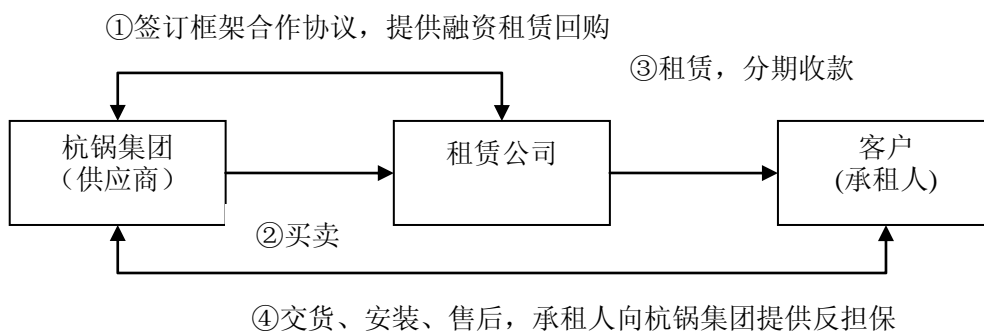 ①签订框架合作协议，提供融资租赁回购
③租赁，分期收款
杭锅集团
（供应商）
租赁公司
客户
(承租人)
②买卖
④交货、安装、售后，承租人向杭锅集团提供反担保